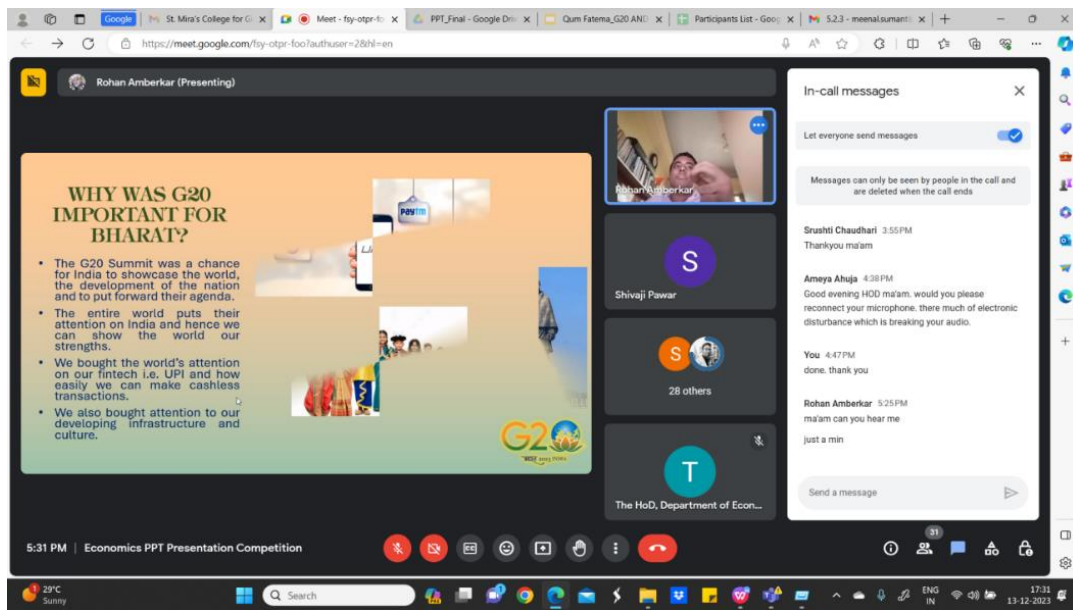 Google
St. Mira's College for G
Meet - fsy-otpr-fo
PPT_Final - Google Dri
Qum Fatema_G20 AND
Participants List - Goog
5.2.3 - meenal.sumant
https://meet.google.com/fsy-otpr-foo?authuser=2&hl=en
Rohan Amberkar (Presenting)
WHY WAS G20
IMPORTANT FOR
BHARAT?
• The G20 Summit was a chance
for India to showcase the world,
the development of the nation
and to put forward their agenda.
• The entire world puts their
attention on India and hence we
can show the world our
strengths.
• We bought the world's attention
on our fintech i.e. UPI and how
easily we can make cashless
transactions.
• We also bought attention to our
developing infrastructure and
culture.
Paytm
G20
Rohan Amberkar
S
Shivaji Pawar
S
28 others
T
The HoD, Department of Econ...
In-call messages
Let everyone send messages
Messages can only be seen by people in the call and
are deleted when the call ends
Srushti Chaudhari 3:55 PM
Thankyou ma'am
Ameya Ahuja 4:38 PM
Good evening HOD ma'am. would you please
reconnect your microphone. there much of electronic
disturbance which is breaking your audio.
You 4:47 PM
done. thank you
Rohan Amberkar 5:25 PM
ma'am can you hear me
just a min
Send a message
5:31 PM | Economics PPT Presentation Competition
31
29°C
Sunny
Search
ENG
IN
17:31
13-12-2023